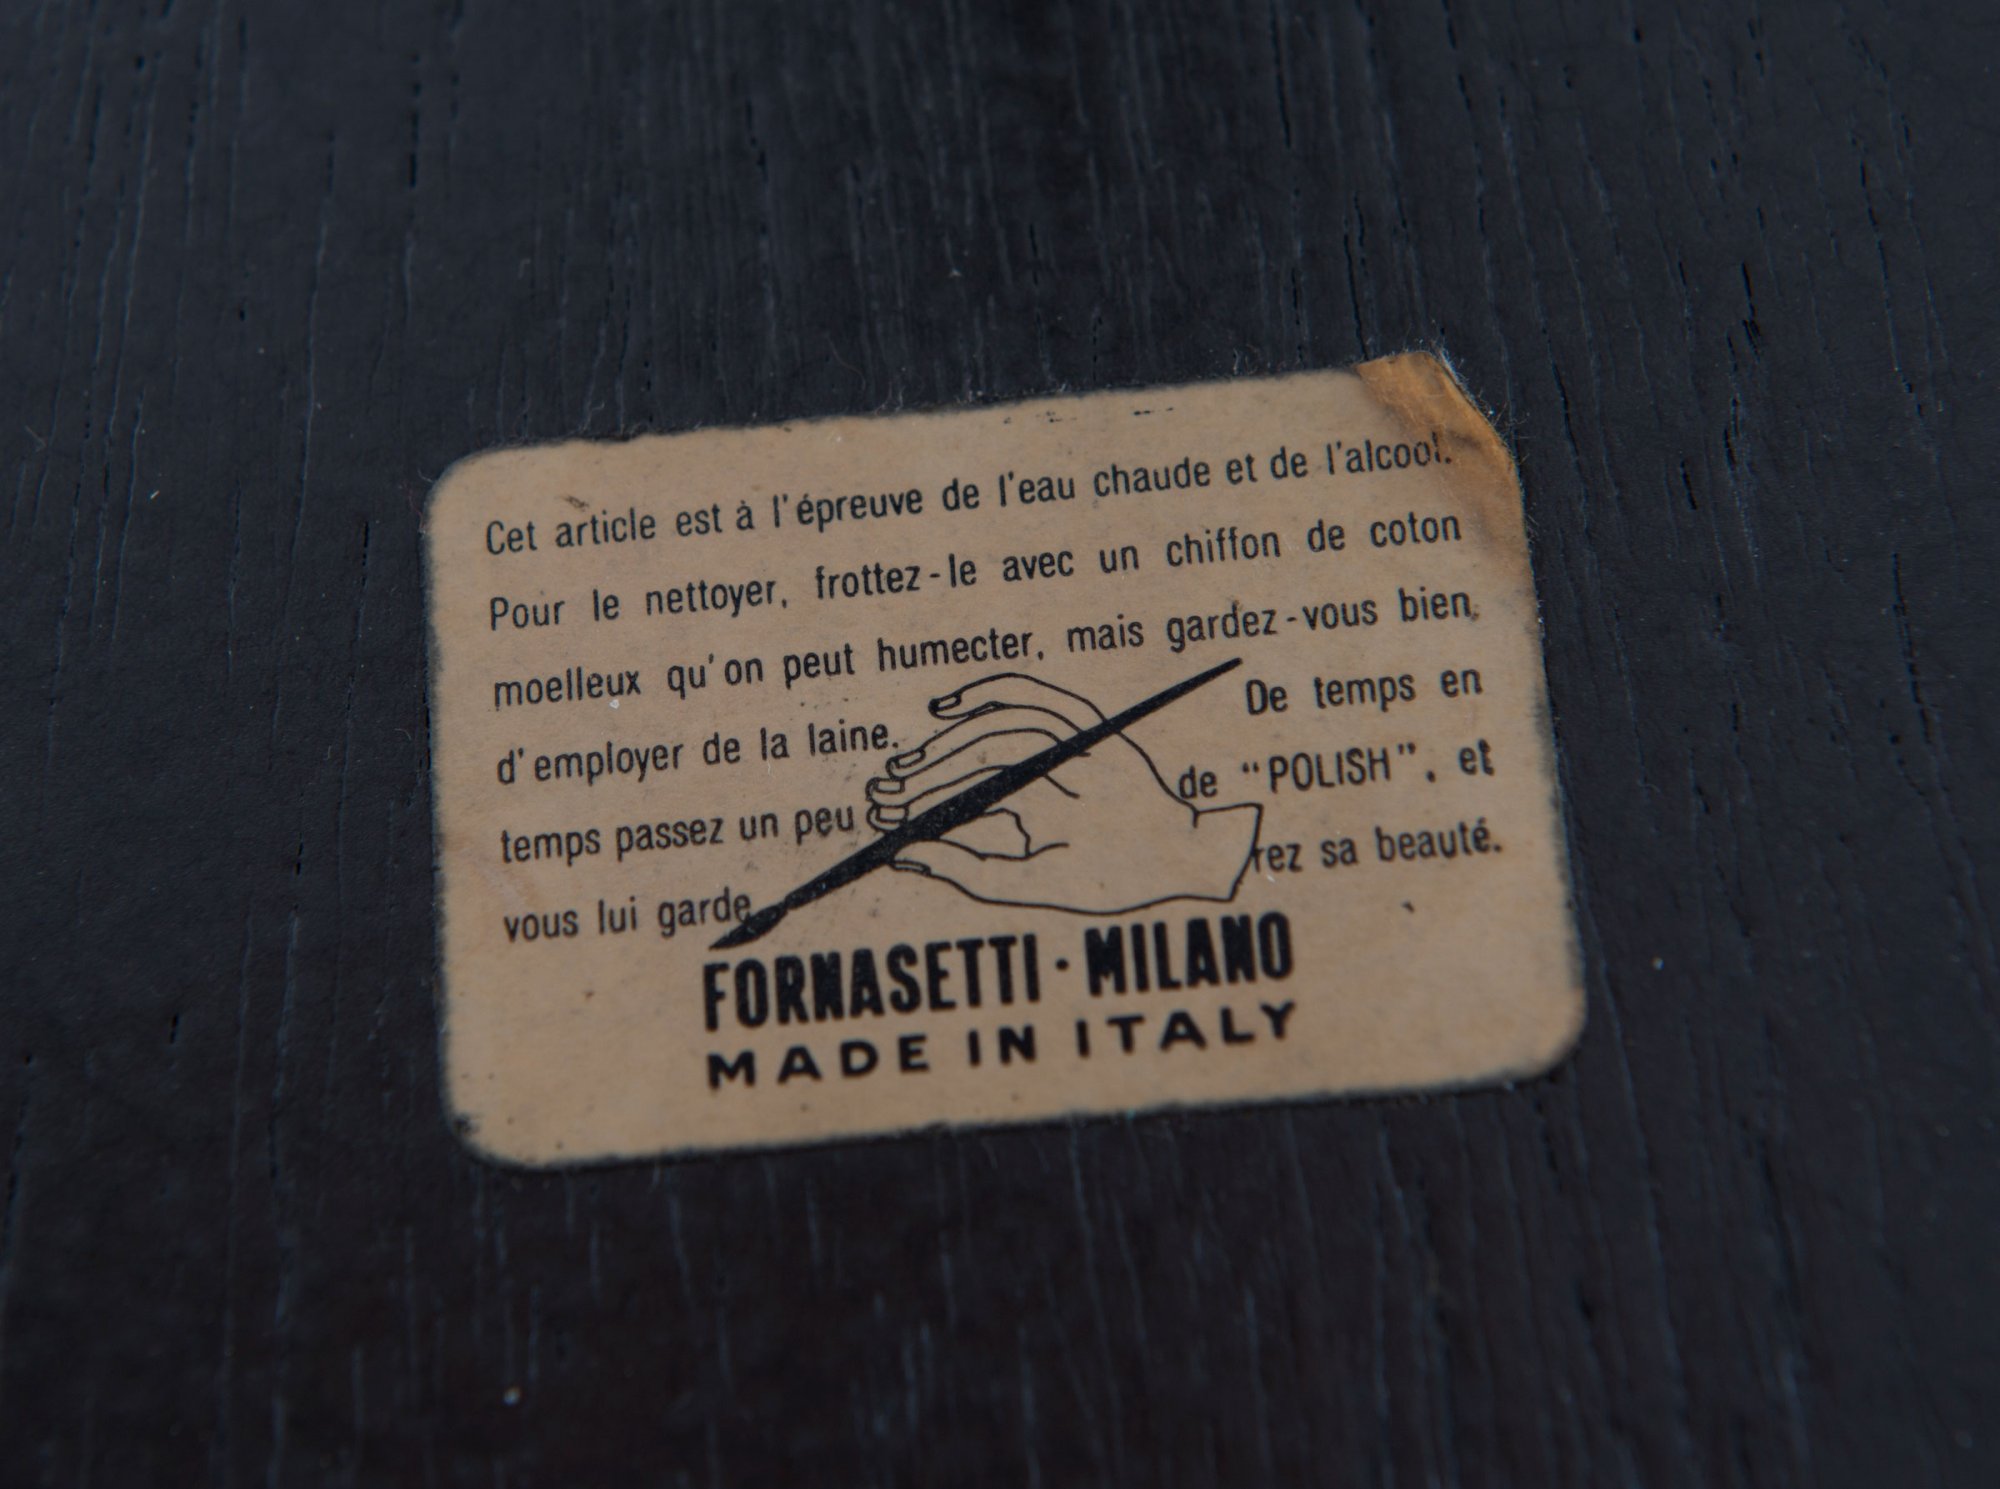 Cet article est à l'épreuve de l'eau chaude et de l'alcool.
Pour le nettoyer, frottez-le avec un chiffon de coton
moelleux qu'on peut humecter, mais gardez-vous bien,
d'employer de la laine. De temps en
temps passez un peu de "POLISH", et
vous lui garderez sa beauté.
FORNASETTI · MILANO
MADE IN ITALY